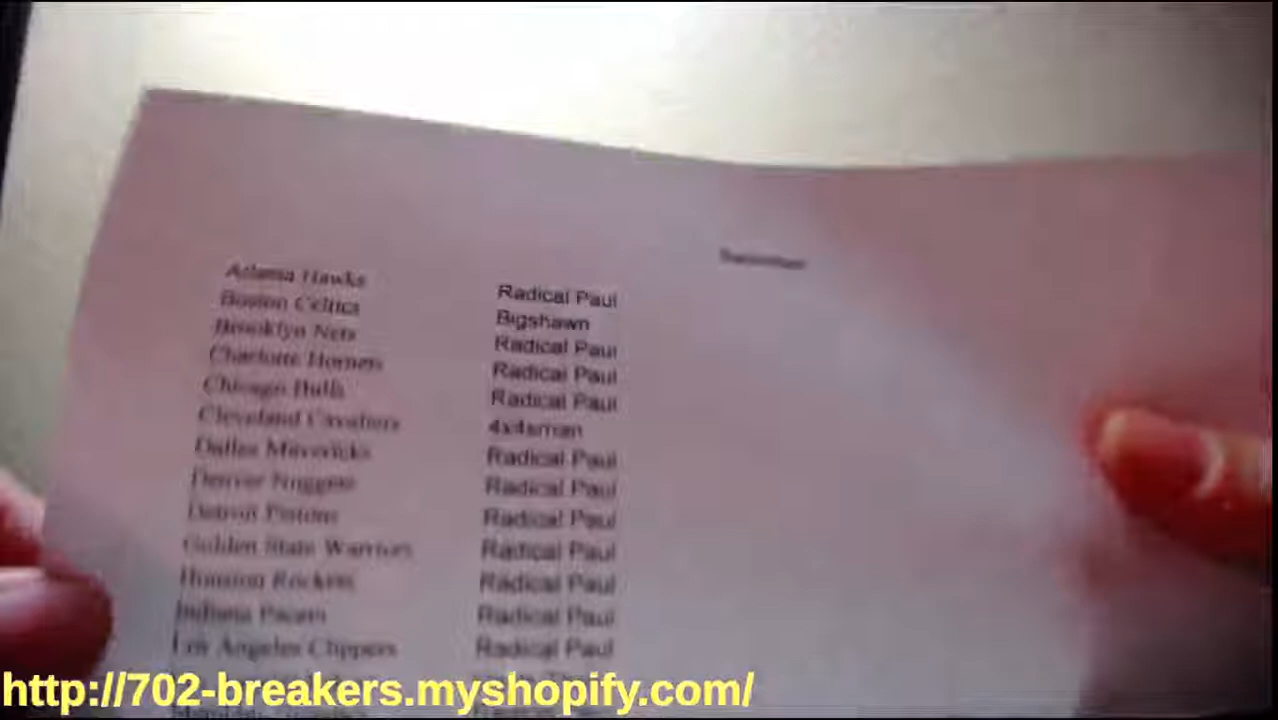 Atlanta Hawks Radical Paul
Boston Celtics Bigshawn
Brooklyn Nets Radical Paul
Charlotte Hornets Radical Paul
Chicago Bulls Radical Paul
Cleveland Cavaliers 4x4sman
Dallas Mavericks Radical Paul
Denver Nuggets Radical Paul
Detroit Pistons Radical Paul
Golden State Warriors Radical Paul
Houston Rockets Radical Paul
Indiana Pacers Radical Paul
Los Angeles Clippers Radical Paul
http://702-breakers.myshopify.com/